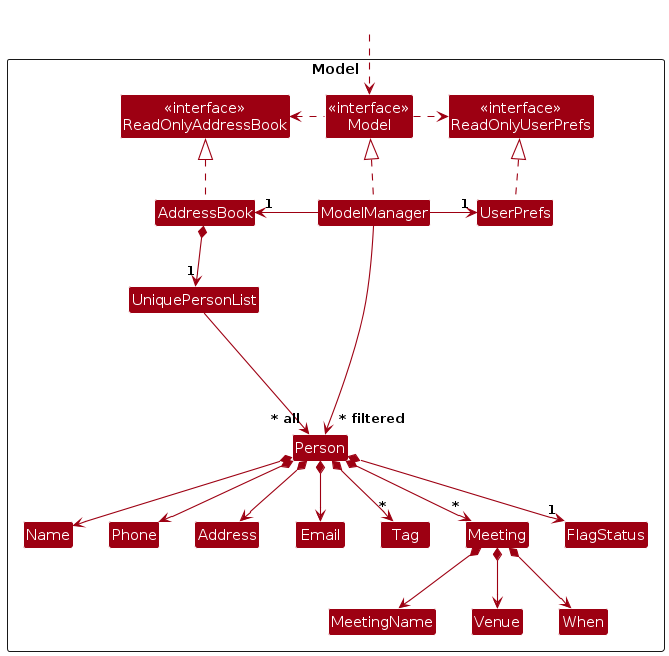 Model
«interface»
ReadOnlyAddressBook
«interface»
Model
«interface»
ReadOnlyUserPrefs
AddressBook
1
ModelManager
1
UserPrefs
1
UniquePersonList
* all
* filtered
Person
*
*
1
Name
Phone
Address
Email
Tag
Meeting
FlagStatus
MeetingName
Venue
When